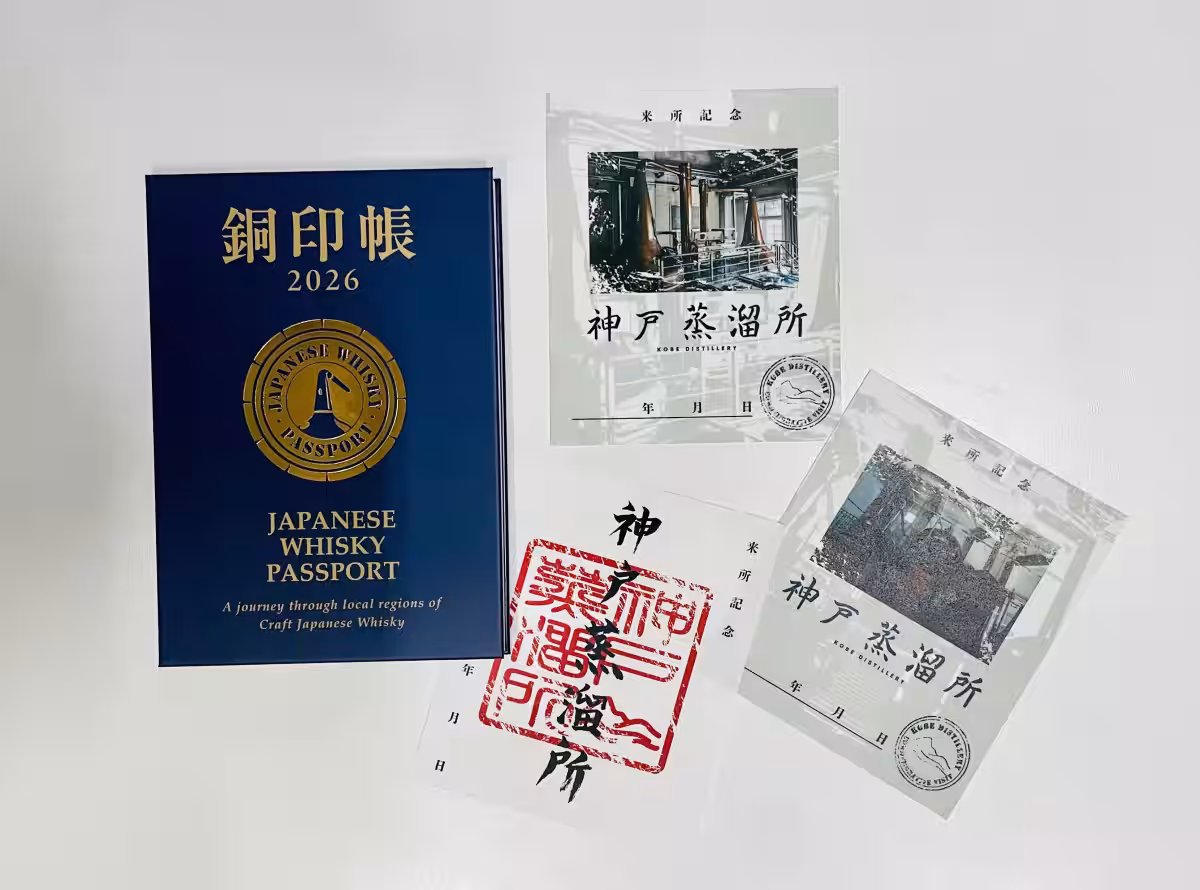 銅印帳
2026
JAPANESE WHISKY
PASSPORT
JAPANESE
WHISKY
PASSPORT
A journey through local regions of
Craft Japanese Whisky
来所記念
神戸蒸溜所
KOBE DISTILLERY
年 月 日
KOBE DISTILLERY
来所記念
神戸蒸溜所
神戸蒸溜所
年 月 日
来所記念
神戸蒸溜所
KOBE DISTILLERY
年 月 日
KOBE DISTILLERY